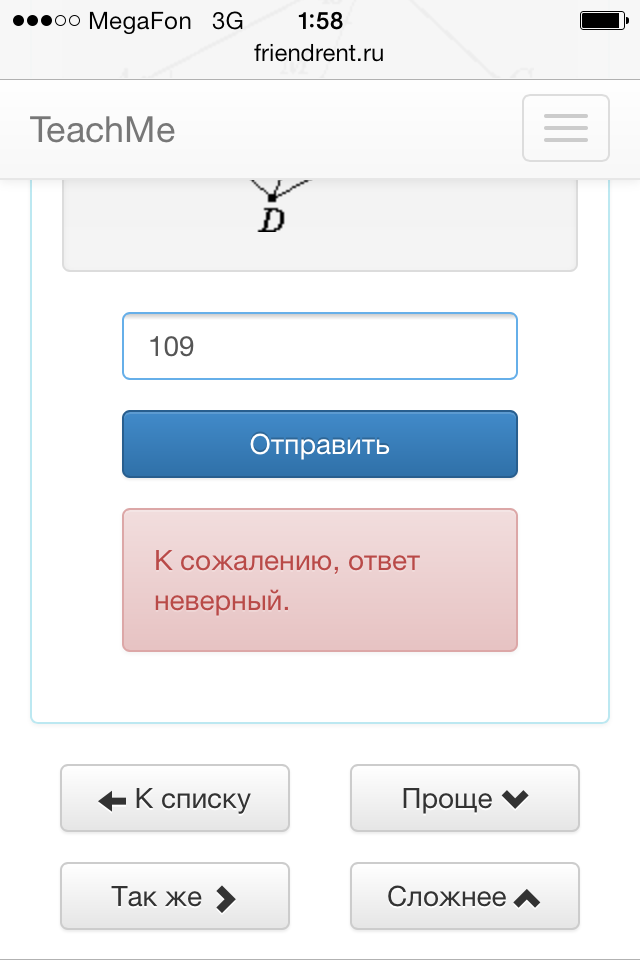 MegaFon 3G 1:58
friendrent.ru
TeachMe
D
109
Отправить
К сожалению, ответ
неверный.
К списку
Проще
Так же
Сложнее